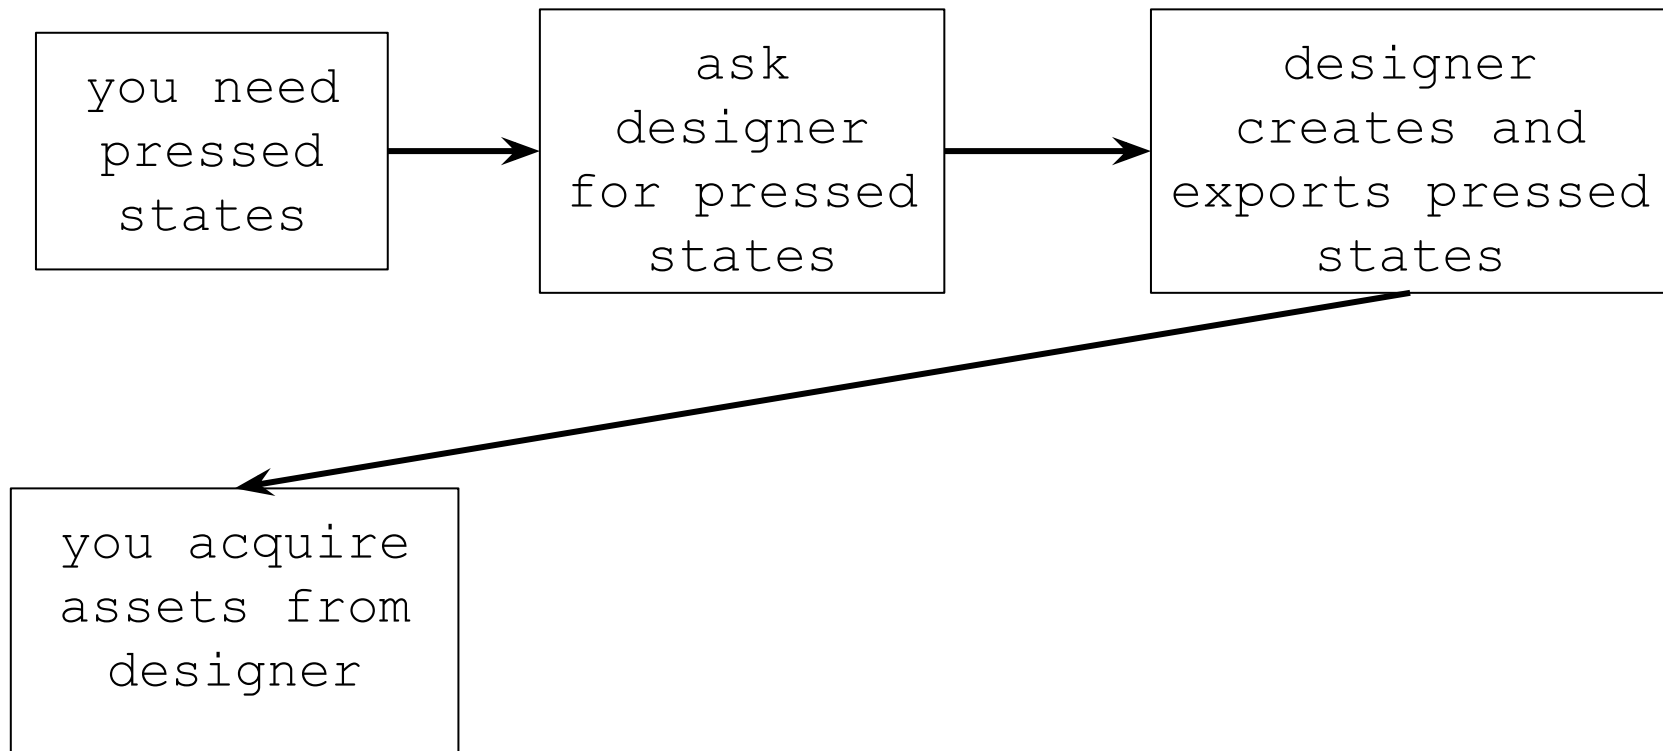 you need
pressed
states
ask
designer
for pressed
states
designer
creates and
exports pressed
states
you acquire
assets from
designer